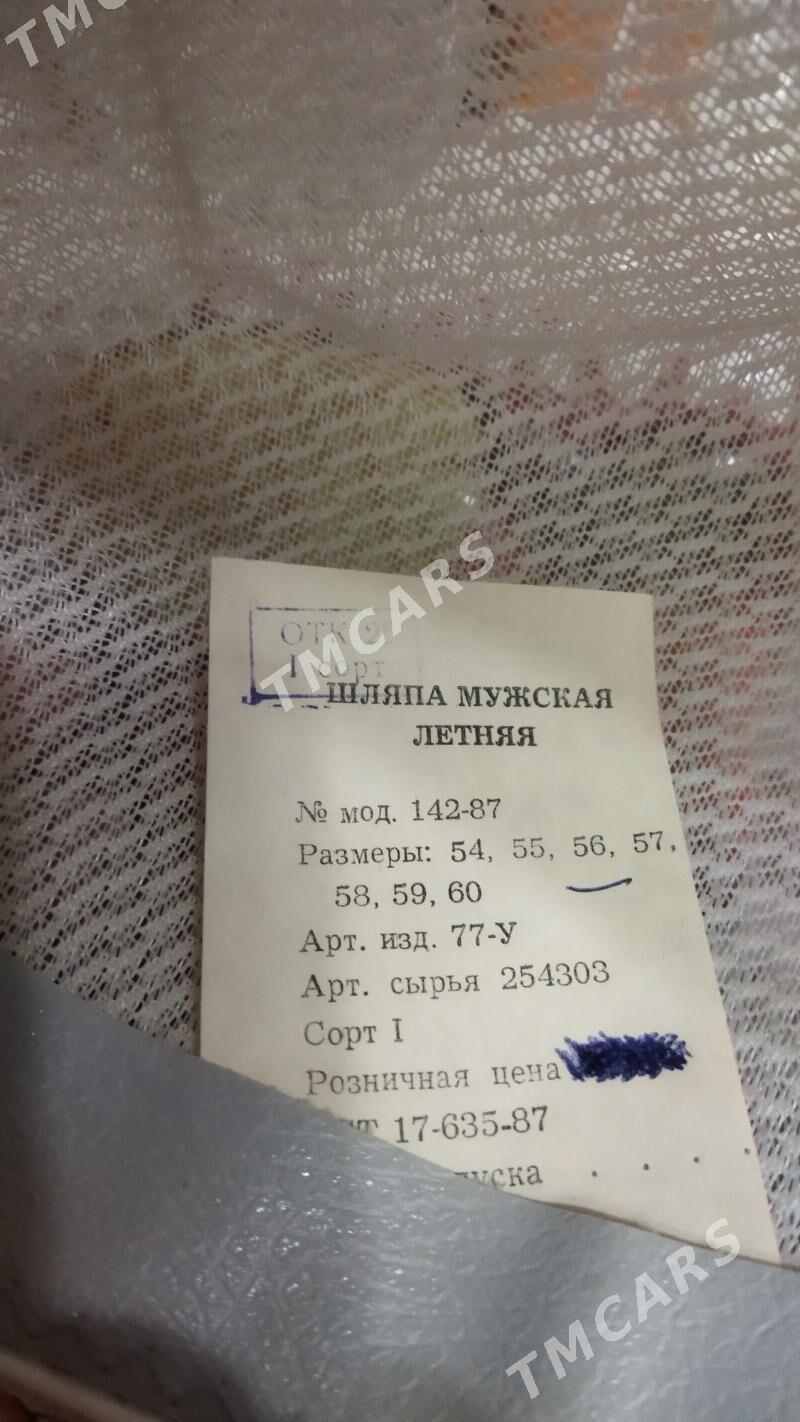 TMCARS
ОТК
I сорт
TMCARS
ШЛЯПА МУЖСКАЯ
ЛЕТНЯЯ
№ мод. 142-87
Размеры: 54, 55, 56, 57,
58, 59, 60
Арт. изд. 77-У
Арт. сырья 254303
Сорт I
Розничная цена
17-635-87
TMCARS